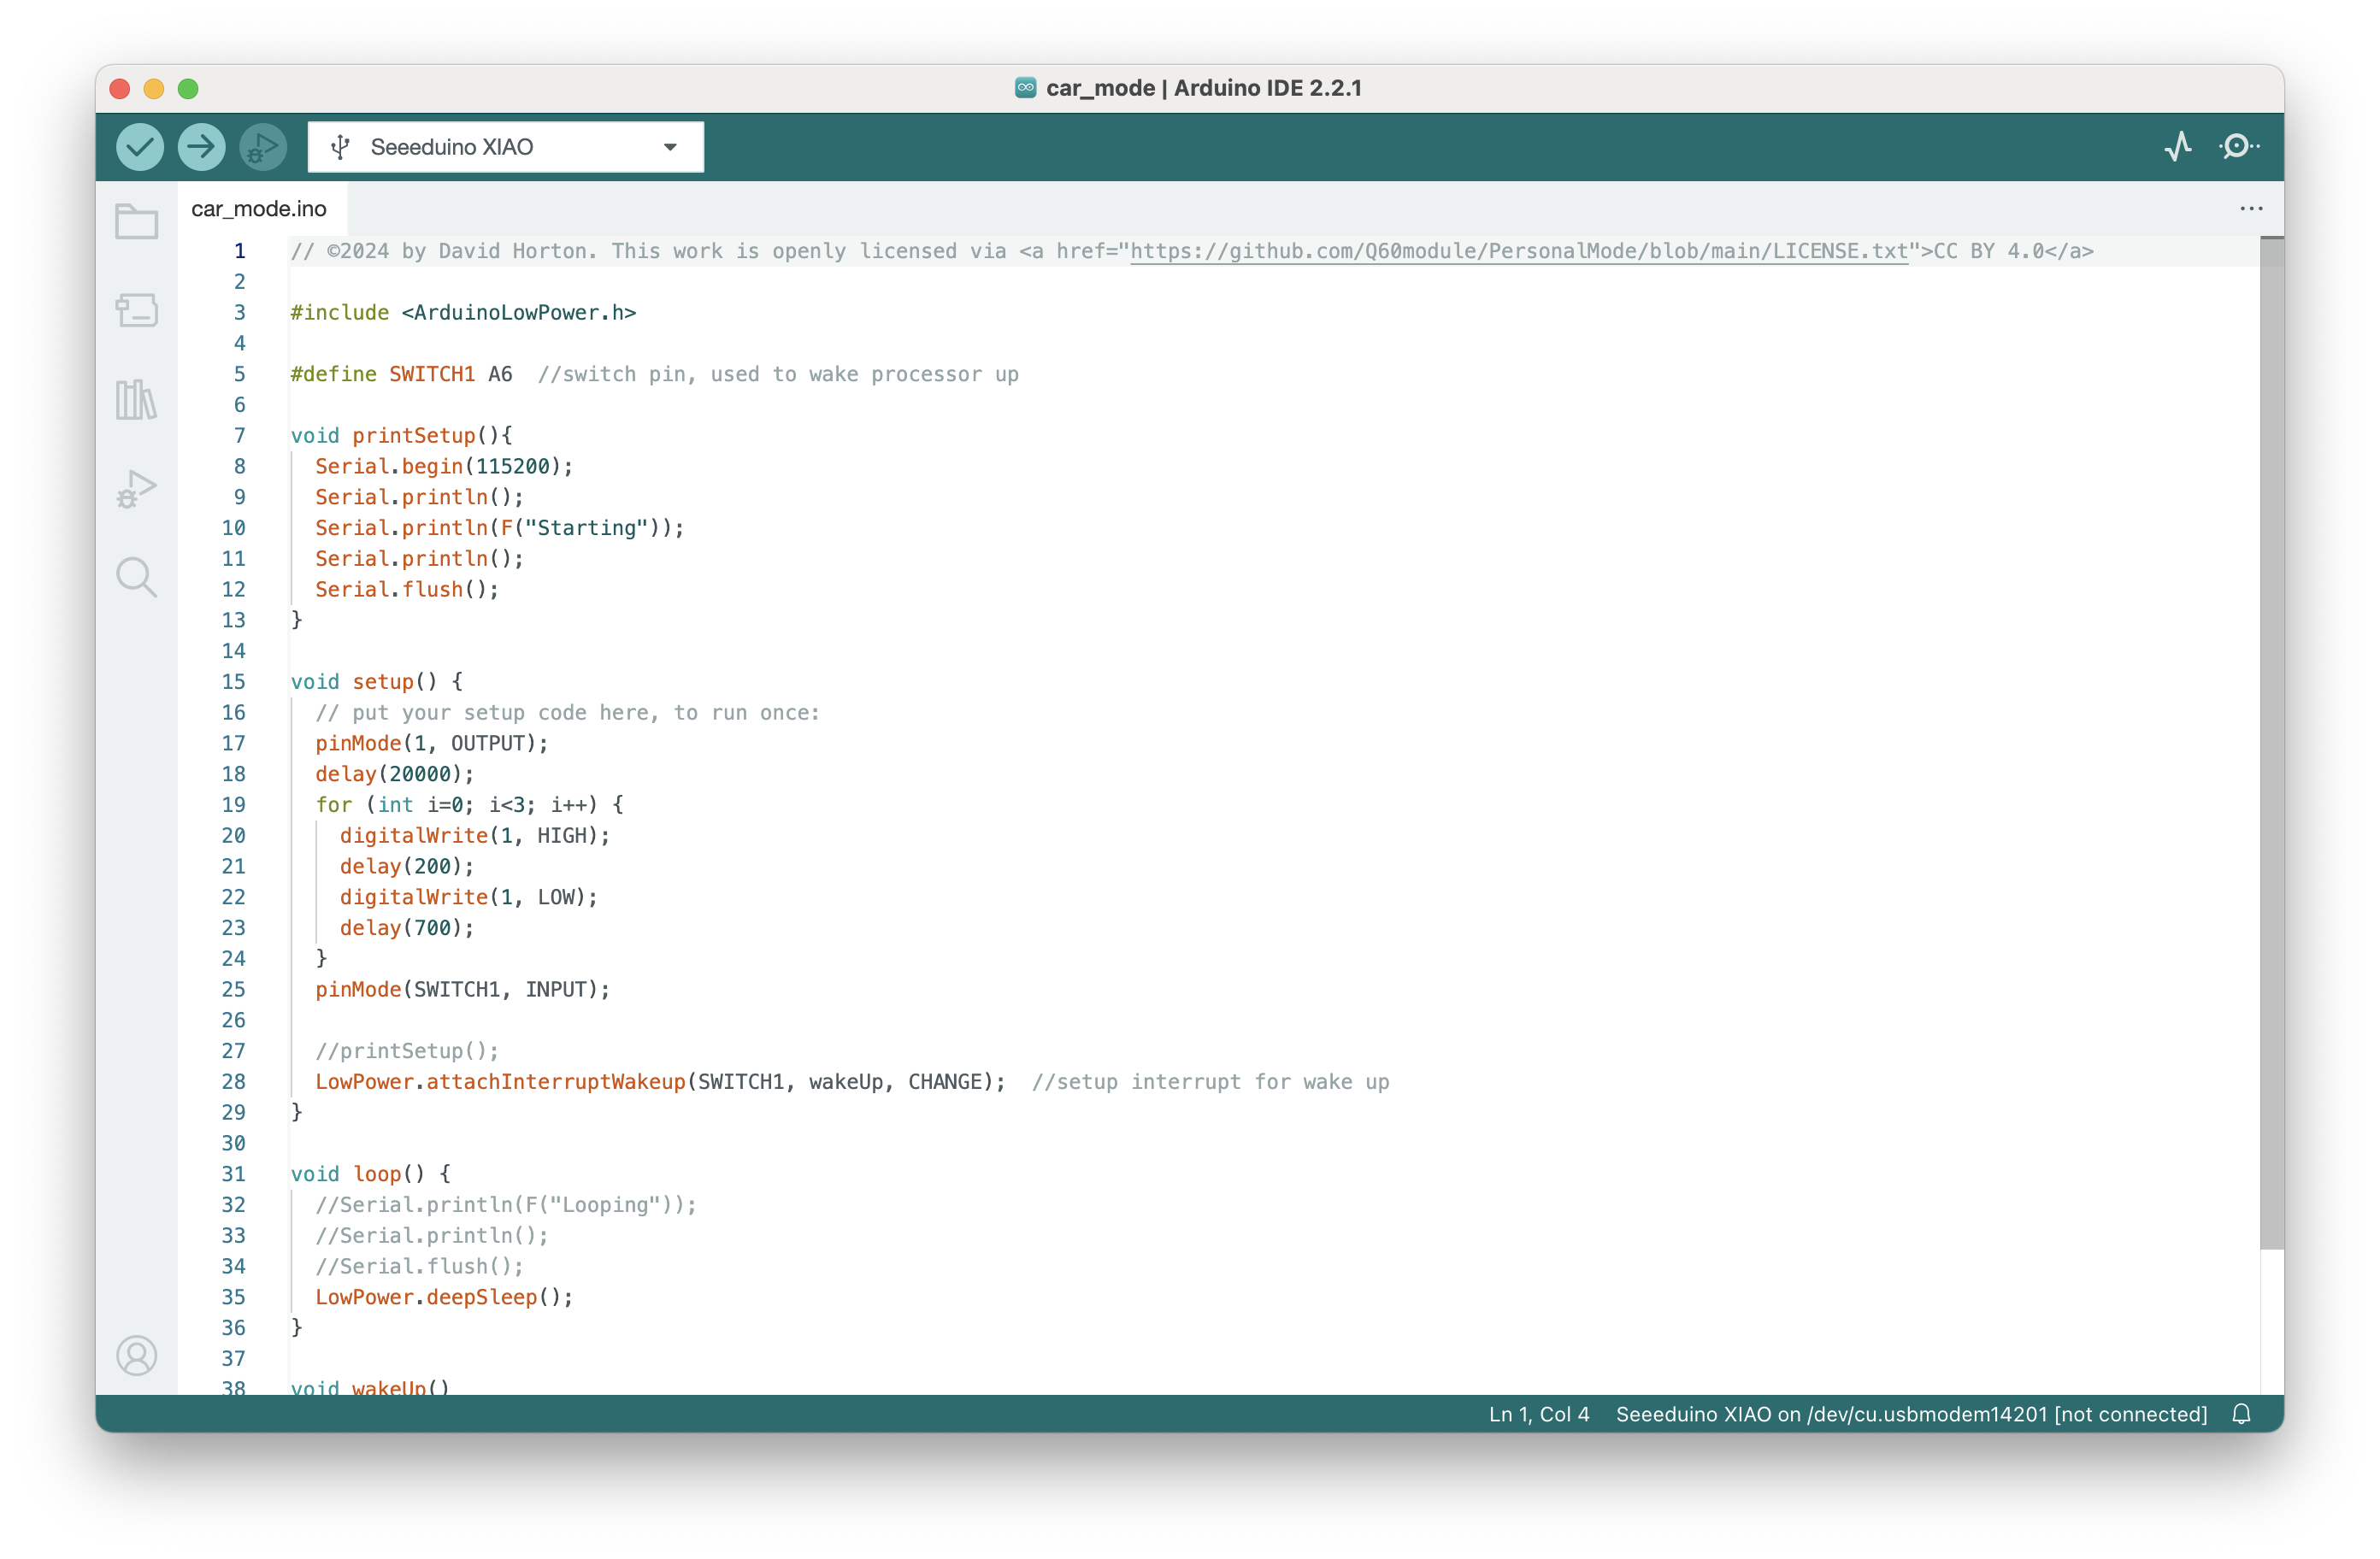 car_mode | Arduino IDE 2.2.1
Seeeduino XIAO
car_mode.ino
1 // ©2024 by David Horton. This work is openly licensed via <a href="https://github.com/Q60module/PersonalMode/blob/main/LICENSE.txt">CC BY 4.0</a>
2
3 #include <ArduinoLowPower.h>
4
5 #define SWITCH1 A6  //switch pin, used to wake processor up
6
7 void printSetup(){
8   Serial.begin(115200);
9   Serial.println();
10   Serial.println(F("Starting"));
11   Serial.println();
12   Serial.flush();
13 }
14
15 void setup() {
16   // put your setup code here, to run once:
17   pinMode(1, OUTPUT);
18   delay(20000);
19   for (int i=0; i<3; i++) {
20     digitalWrite(1, HIGH);
21     delay(200);
22     digitalWrite(1, LOW);
23     delay(700);
24   }
25   pinMode(SWITCH1, INPUT);
26
27   //printSetup();
28   LowPower.attachInterruptWakeup(SWITCH1, wakeUp, CHANGE);  //setup interrupt for wake up
29 }
30
31 void loop() {
32   //Serial.println(F("Looping"));
33   //Serial.println();
34   //Serial.flush();
35   LowPower.deepSleep();
36 }
37
38 void wakeUp()
Ln 1, Col 4 Seeeduino XIAO on /dev/cu.usbmodem14201 [not connected]